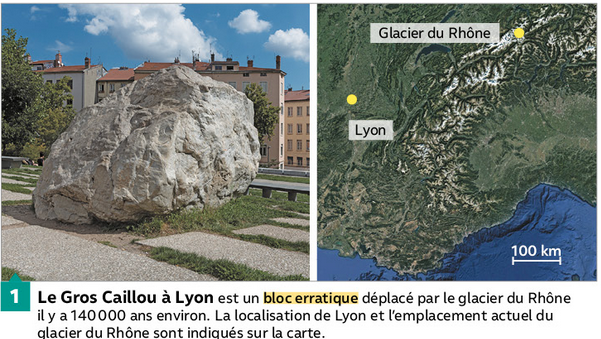 Glacier du Rhône
Lyon
100 km
1 Le Gros Caillou à Lyon est un bloc erratique déplacé par le glacier du Rhône
il y a 140 000 ans environ. La localisation de Lyon et l'emplacement actuel du
glacier du Rhône sont indiqués sur la carte.